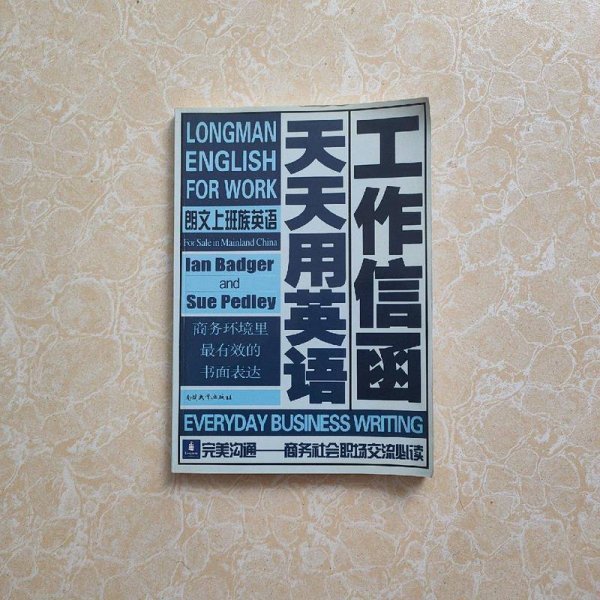 LONGMAN
ENGLISH
FOR WORK
朗文上班族英语
For Sale in Mainland China
Ian Badger
and
Sue Pedley
商务环境里
最有效的
书面表达
天天用英语
工作信函
EVERYDAY BUSINESS WRITING
完美沟通——商务社会职场交流必读